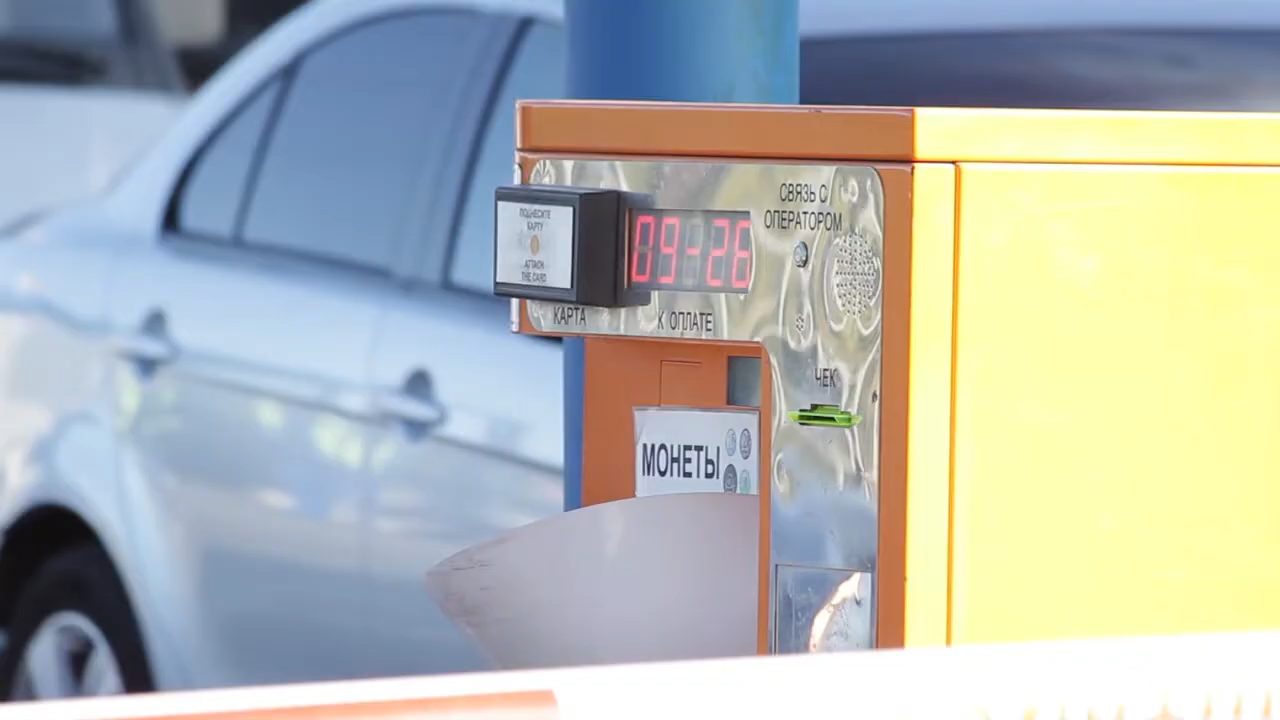 ПОДНЕСИТЕ
КАРТУ
ATTACH
THE CARD
09-26
СВЯЗЬ С
ОПЕРАТОРОМ
КАРТА
К ОПЛАТЕ
ЧЕК
МОНЕТЫ